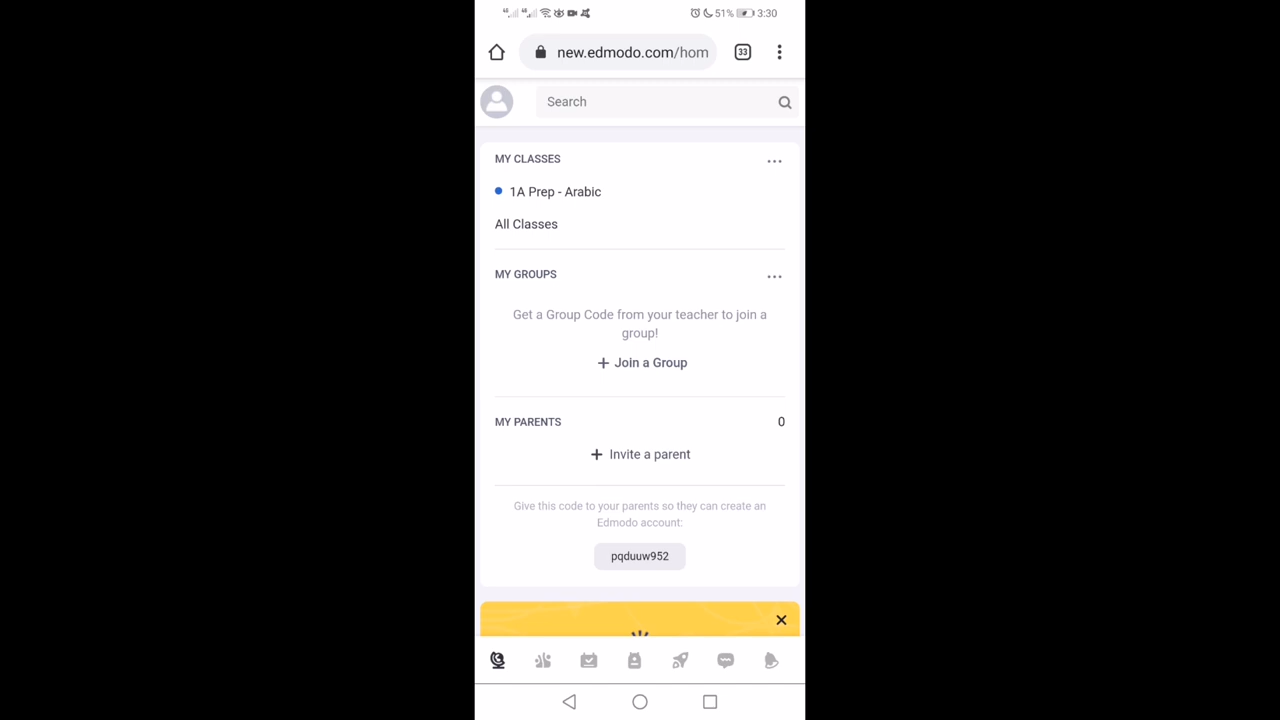 51% 3:30
new.edmodo.com/hom 33
Search
MY CLASSES
1A Prep - Arabic
All Classes
MY GROUPS
Get a Group Code from your teacher to join a
group!
+ Join a Group
MY PARENTS 0
+ Invite a parent
Give this code to your parents so they can create an
Edmodo account:
pqduuw952